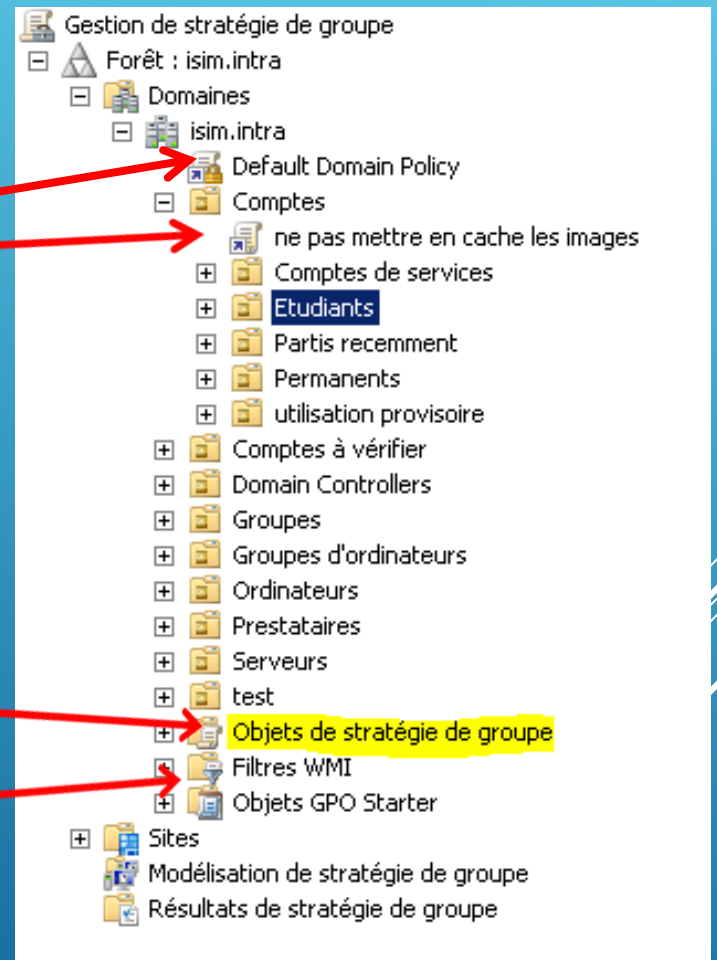 Gestion de stratégie de groupe
Forêt : isim.intra
Domaines
isim.intra
Default Domain Policy
Comptes
ne pas mettre en cache les images
Comptes de services
Etudiants
Partis recemment
Permanents
utilisation provisoire
Comptes à vérifier
Domain Controllers
Groupes
Groupes d'ordinateurs
Ordinateurs
Prestataires
Serveurs
test
Objets de stratégie de groupe
Filtres WMI
Objets GPO Starter
Sites
Modélisation de stratégie de groupe
Résultats de stratégie de groupe